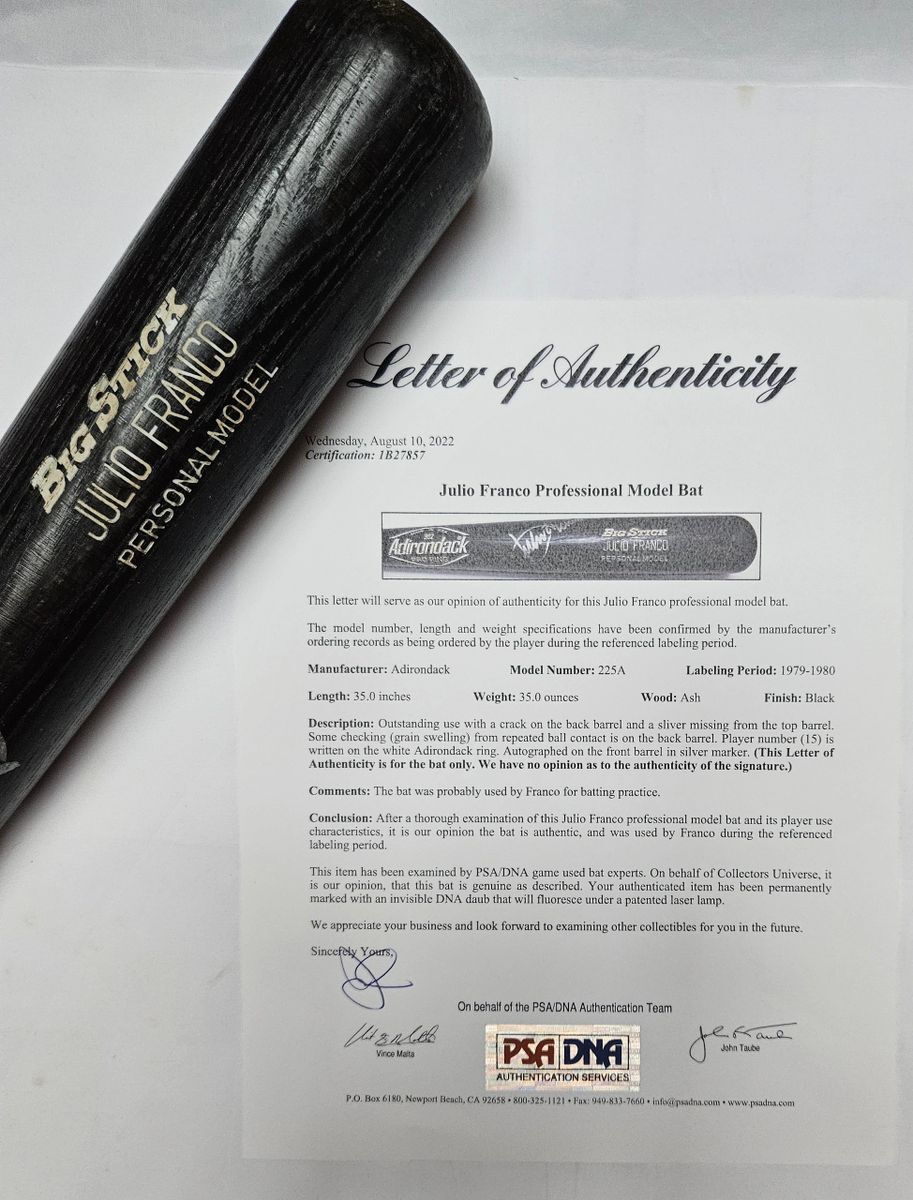 BIG STICK
JULIO FRANCO
PERSONAL MODEL
Letter of Authenticity
Wednesday, August 10, 2022
Certification: 1B27857
Julio Franco Professional Model Bat
Adirondack
BIG STICK
JULIO FRANCO
PERSONAL MODEL
This letter will serve as our opinion of authenticity for this Julio Franco professional model bat.
The model number, length and weight specifications have been confirmed by the manufacturer's
ordering records as being ordered by the player during the referenced labeling period.
Manufacturer: Adirondack Model Number: 225A Labeling Period: 1979-1980
Length: 35.0 inches Weight: 35.0 ounces Wood: Ash Finish: Black
Description: Outstanding use with a crack on the back barrel and a sliver missing from the top barrel.
Some checking (grain swelling) from repeated ball contact is on the back barrel. Player number (15) is
written on the white Adirondack ring. Autographed on the front barrel in silver marker. (This Letter of
Authenticity is for the bat only. We have no opinion as to the authenticity of the signature.)
Comments: The bat was probably used by Franco for batting practice.
Conclusion: After a thorough examination of this Julio Franco professional model bat and its player use
characteristics, it is our opinion the bat is authentic, and was used by Franco during the referenced
labeling period.
This item has been examined by PSA/DNA game used bat experts. On behalf of Collectors Universe, it
is our opinion, that this bat is genuine as described. Your authenticated item has been permanently
marked with an invisible DNA daub that will fluoresce under a patented laser lamp.
We appreciate your business and look forward to examining other collectibles for you in the future.
Sincerely Yours,
On behalf of the PSA/DNA Authentication Team
Vince Malta
PSA DNA
AUTHENTICATION SERVICES
John Taube
P.O. Box 6180, Newport Beach, CA 92658 • 800-325-1121 • Fax: 949-833-7660 • info@psadna.com • www.psadna.com